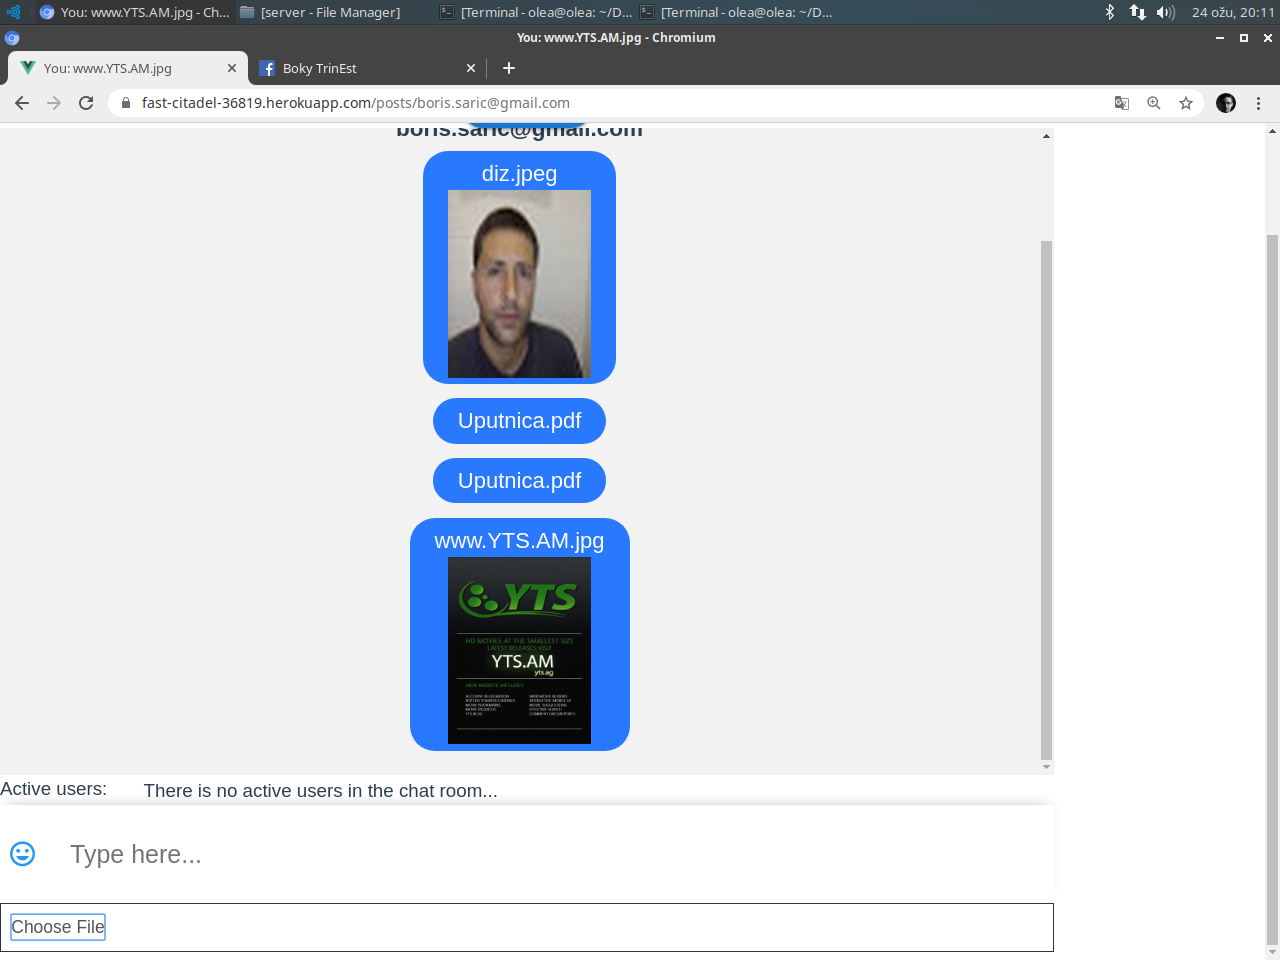 You: www.YTS.AM.jpg - Ch...
[server - File Manager]
[Terminal - olea@olea: ~/D...
[Terminal - olea@olea: ~/D...
24 ožu, 20:11
You: www.YTS.AM.jpg - Chromium
You: www.YTS.AM.jpg
Boky TrinEst
fast-citadel-36819.herokuapp.com/posts/boris.saric@gmail.com
boris.saric@gmail.com
diz.jpeg
Uputnica.pdf
Uputnica.pdf
www.YTS.AM.jpg
YTS
HD MOVIES AT THE SMALLEST SIZE
LATEST RELEASES VISIT
YTS.AM
yts.ag
NEW WEBSITE INCLUDES
Active users:
There is no active users in the chat room...
Type here...
Choose File